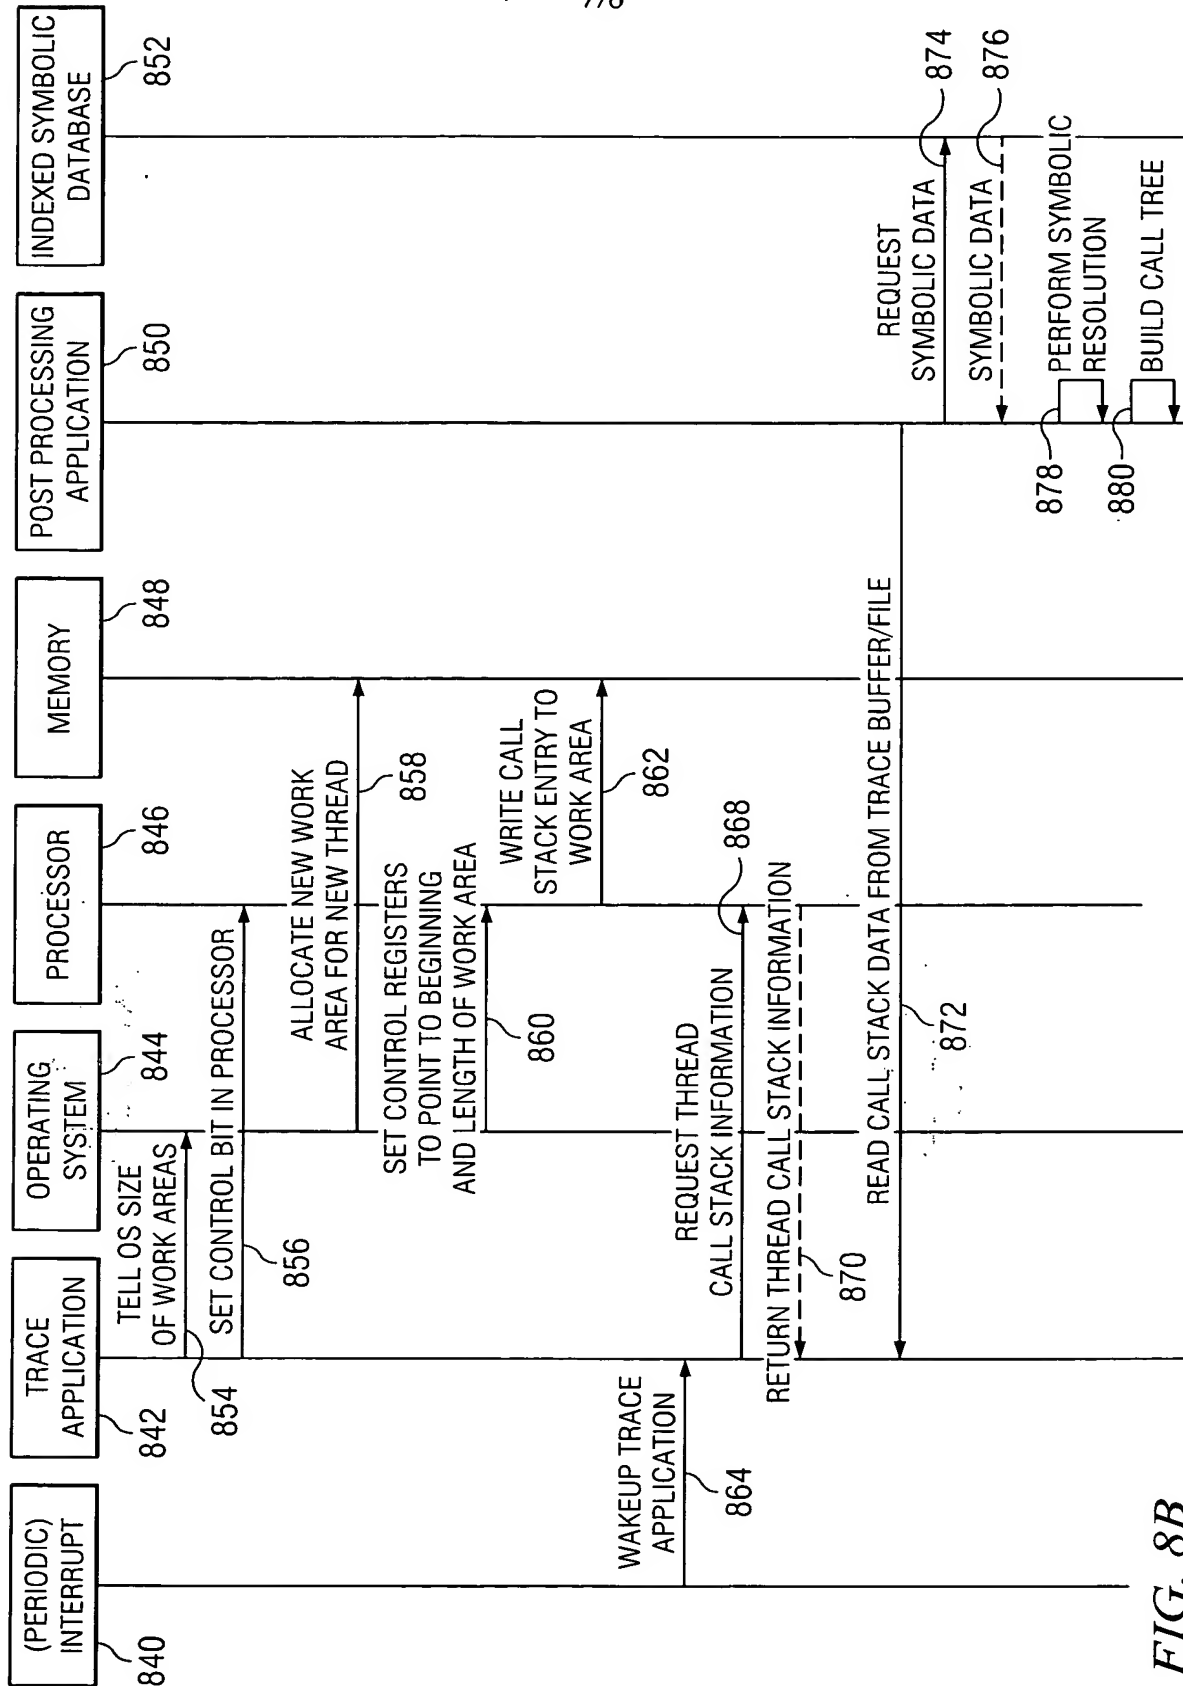 7/8
(PERIODIC)
INTERRUPT
840
TRACE
APPLICATION
842
OPERATING
SYSTEM
844
PROCESSOR
846
MEMORY
848
POST PROCESSING
APPLICATION
850
INDEXED SYMBOLIC
DATABASE
852
TELL OS SIZE
OF WORK AREAS
854
SET CONTROL BIT IN PROCESSOR
856
ALLOCATE NEW WORK
AREA FOR NEW THREAD
858
SET CONTROL REGISTERS
TO POINT TO BEGINNING
AND LENGTH OF WORK AREA
860
WRITE CALL
STACK ENTRY TO
WORK AREA
862
WAKEUP TRACE
APPLICATION
864
REQUEST THREAD
CALL STACK INFORMATION
868
RETURN THREAD CALL STACK INFORMATION
870
READ CALL STACK DATA FROM TRACE BUFFER/FILE
872
REQUEST
SYMBOLIC DATA
874
SYMBOLIC DATA
876
PERFORM SYMBOLIC
RESOLUTION
878
BUILD CALL TREE
880
FIG. 8B